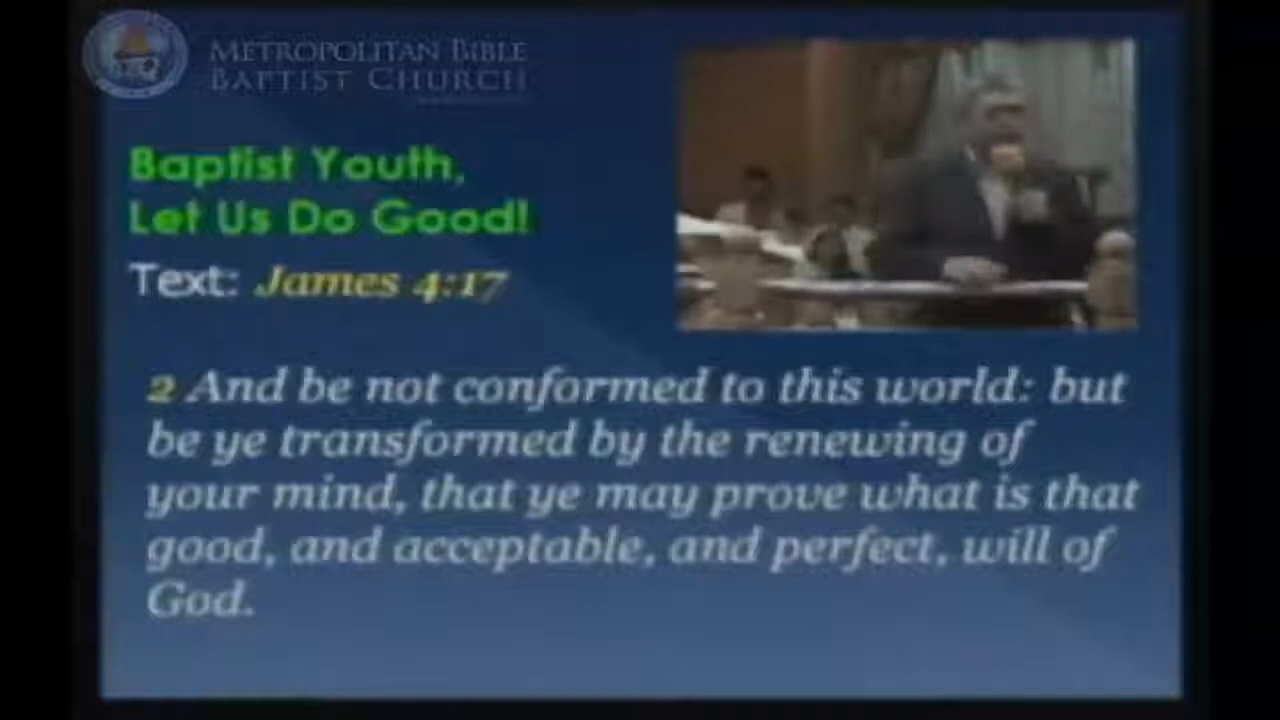 METROPOLITAN BIBLE
BAPTIST CHURCH
Baptist Youth,
Let Us Do Good!
Text: James 4:17
2 And be not conformed to this world: but
be ye transformed by the renewing of
your mind, that ye may prove what is that
good, and acceptable, and perfect, will of
God.